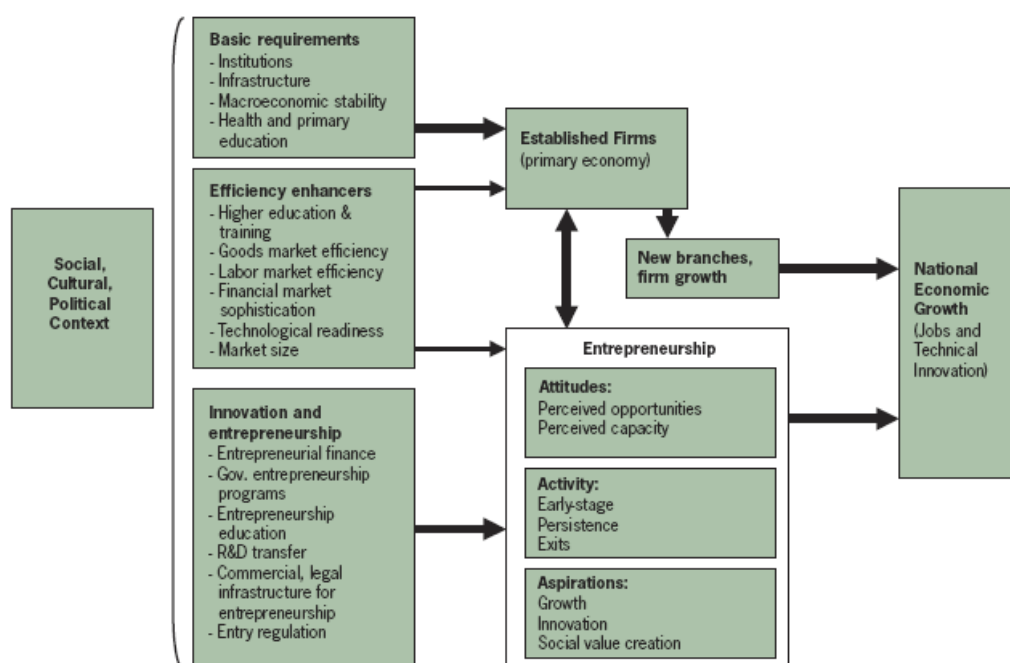 Social,
Cultural,
Political
Context
Basic requirements
- Institutions
- Infrastructure
- Macroeconomic stability
- Health and primary
education
Efficiency enhancers
- Higher education &
training
- Goods market efficiency
- Labor market efficiency
- Financial market
sophistication
- Technological readiness
- Market size
Innovation and
entrepreneurship
- Entrepreneurial finance
- Gov. entrepreneurship
programs
- Entrepreneurship
education
- R&D transfer
- Commercial, legal
infrastructure for
entrepreneurship
- Entry regulation
Established Firms
(primary economy)
New branches,
firm growth
Entrepreneurship
Attitudes:
Perceived opportunities
Perceived capacity
Activity:
Early-stage
Persistence
Exits
Aspirations:
Growth
Innovation
Social value creation
National
Economic
Growth
(Jobs and
Technical
Innovation)